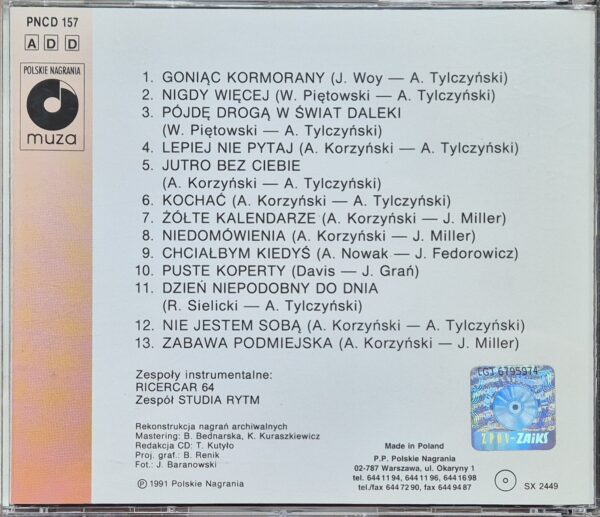 PNCD 157
A D D
POLSKIE NAGRANIA
muza
1. GONIĄC KORMORANY (J. Woy — A. Tylczyński)
2. NIGDY WIĘCEJ (W. Piętowski — A. Tylczyński)
3. PÓJDĘ DROGĄ W ŚWIAT DALEKI
(W. Piętowski — A. Tylczyński)
4. LEPIEJ NIE PYTAJ (A. Korzyński — A. Tylczyński)
5. JUTRO BEZ CIEBIE
(A. Korzyński — A. Tylczyński)
6. KOCHAĆ (A. Korzyński — A. Tylczyński)
7. ŻÓŁTE KALENDARZE (A. Korzyński — J. Miller)
8. NIEDOMÓWIENIA (A. Korzyński — J. Miller)
9. CHCIAŁBYM KIEDYŚ (A. Nowak — J. Fedorowicz)
10. PUSTE KOPERTY (Davis — J. Grań)
11. DZIEŃ NIEPODOBNY DO DNIA
(R. Sielicki — A. Tylczyński)
12. NIE JESTEM SOBĄ (A. Korzyński — A. Tylczyński)
13. ZABAWA PODMIEJSKA (A. Korzyński — J. Miller)
Zespoły instrumentalne:
RICERCAR 64
Zespół STUDIA RYTM
Rekonstrukcja nagrań archiwalnych
Mastering: B. Bednarska, K. Kuraszkiewicz
Redakcja CD: T. Kutyło
Proj. graf.: B. Renik
Fot.: J. Baranowski
Ⓟ 1991 Polskie Nagrania
Made in Poland
P.P. Polskie Nagrania
02-787 Warszawa, ul. Okaryny 1
tel. 644 11 94, 644 11 96, 644 16 98
tel./fax 644 72 90, fax 644 94 87
LGT 6795974
ZPAV-ZAiKS
SX 2449